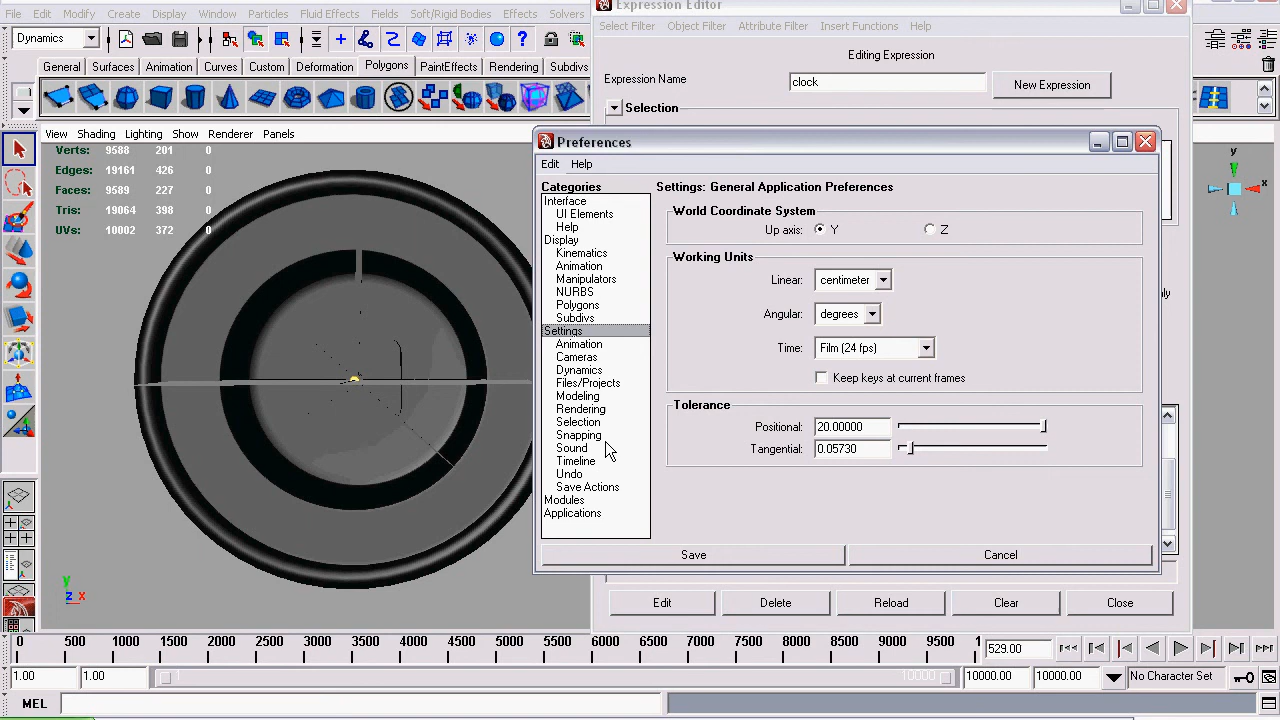 File Edit Modify Create Display Window Particles Fluid Effects Fields Soft/Rigid Bodies Effects Solvers
Expression Editor
Select Filter Object Filter Attribute Filter Insert Functions Help
Dynamics
General Surfaces Animation Curves Custom Deformation Polygons PaintEffects Rendering Subdivs
Editing Expression
Expression Name clock New Expression
Selection
View Shading Lighting Show Renderer Panels
Verts: 9588 201 0
Edges: 19161 426 0
Faces: 9589 227 0
Tris: 19064 398 0
UVs: 10002 372 0
Preferences
Edit Help
Categories
Interface
UI Elements
Help
Display
Kinematics
Animation
Manipulators
NURBS
Polygons
Subdivs
Settings
Animation
Cameras
Dynamics
Files/Projects
Modeling
Rendering
Selection
Snapping
Sound
Timeline
Undo
Save Actions
Modules
Applications
Settings: General Application Preferences
World Coordinate System
Up axis: Y Z
Working Units
Linear: centimeter
Angular: degrees
Time: Film (24 fps)
Keep keys at current frames
Tolerance
Positional: 20.00000
Tangential: 0.05730
Save Cancel
Edit Delete Reload Clear Close
y
x
z
y
z x
0 500 1000 1500 2000 2500 3000 3500 4000 4500 5000 5500 6000 6500 7000 7500 8000 8500 9000 9500 1
529.00
1.00 1.00 1 10000 10000.00 10000.00 No Character Set
MEL